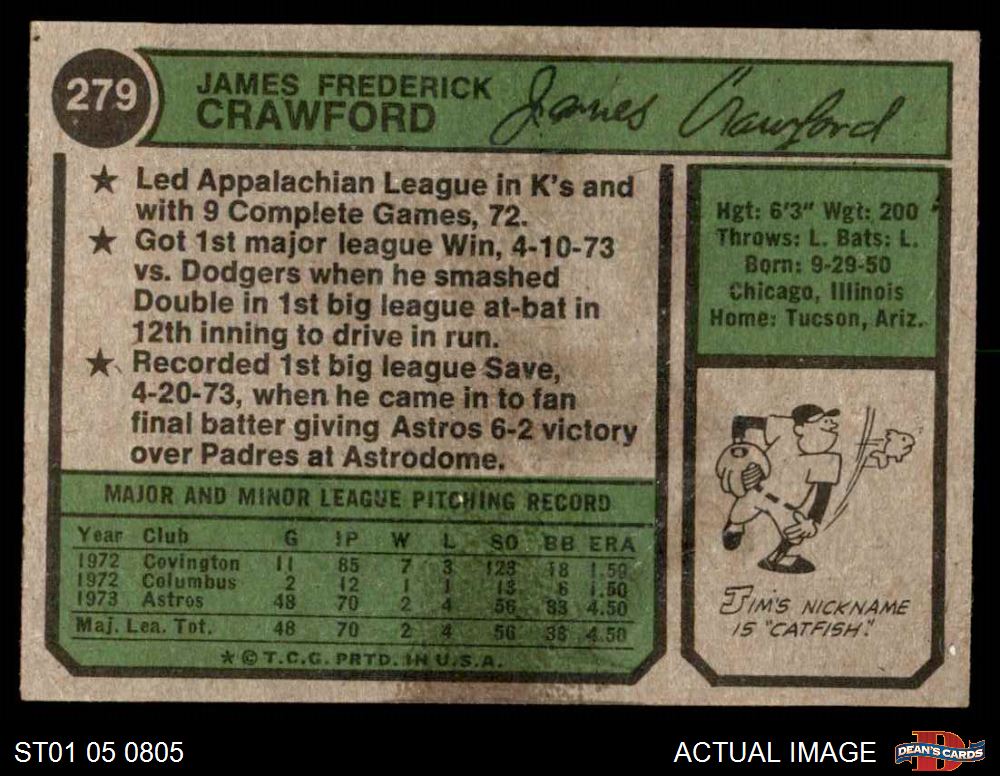 279
JAMES FREDERICK
CRAWFORD
James Crawford
★ Led Appalachian League in K's and
with 9 Complete Games, 72.
★ Got 1st major league Win, 4-10-73
vs. Dodgers when he smashed
Double in 1st big league at-bat in
12th inning to drive in run.
★ Recorded 1st big league Save,
4-20-73, when he came in to fan
final batter giving Astros 6-2 victory
over Padres at Astrodome.
Hgt: 6'3" Wgt: 200
Throws: L. Bats: L.
Born: 9-29-50
Chicago, Illinois
Home: Tucson, Ariz.
MAJOR AND MINOR LEAGUE PITCHING RECORD
Year Club G IP W L SO BB ERA
1972 Covington 11 85 7 3 123 18 1.59
1972 Columbus 2 12 1 1 13 6 1.50
1973 Astros 48 70 2 4 56 33 4.50
Maj. Lea. Tot. 48 70 2 4 56 33 4.50
★ © T.C.G. PRTD. IN U.S.A.
JIM'S NICKNAME
IS "CATFISH."
ST01 05 0805
ACTUAL IMAGE
DEAN'S CARDS